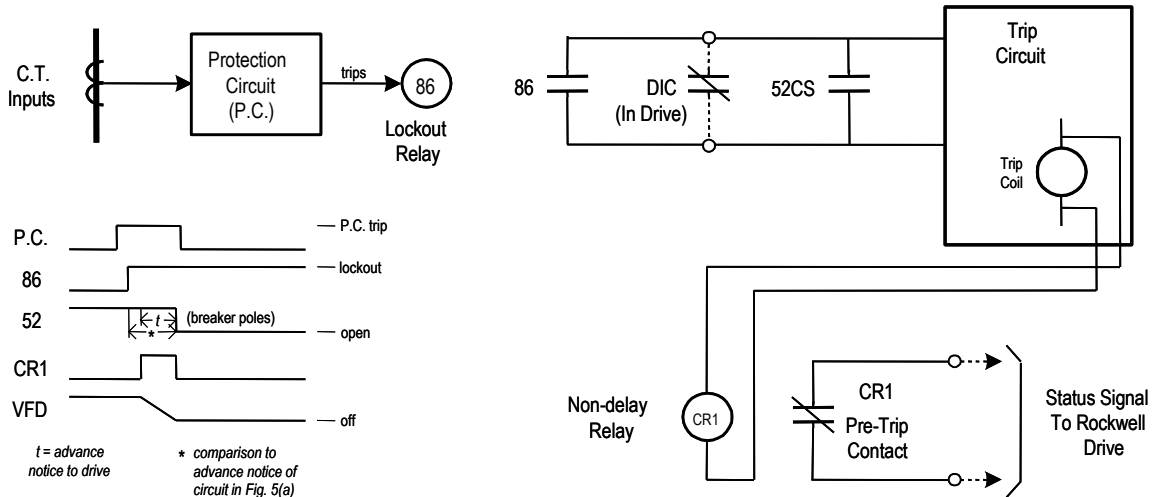 C.T.
Inputs
Protection
Circuit
(P.C.)
trips
86
Lockout
Relay
86
DIC
(In Drive)
52CS
Trip
Circuit
Trip
Coil
P.C.
P.C. trip
86
lockout
52
t
*
(breaker poles)
open
CR1
VFD
off
t = advance
notice to drive
* comparison to
advance notice of
circuit in Fig. 5(a)
Non-delay
Relay
CR1
CR1
Pre-Trip
Contact
Status Signal
To Rockwell
Drive